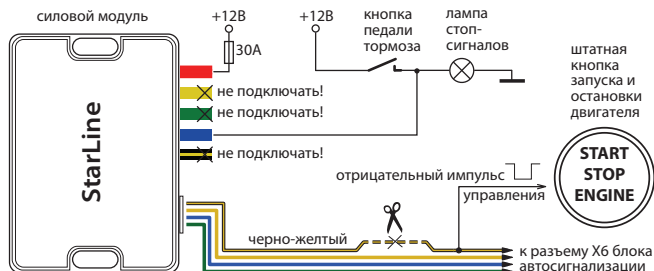 силовой модуль
+12В
+12В
кнопка
педали
тормоза
лампа
стоп-
сигналов
30А
штатная
кнопка
запуска и
остановки
двигателя
не подключать!
не подключать!
не подключать!
StarLine
START
STOP
ENGINE
отрицательный импульс
управления
черно-желтый
к разъему Х6 блока
автосигнализации